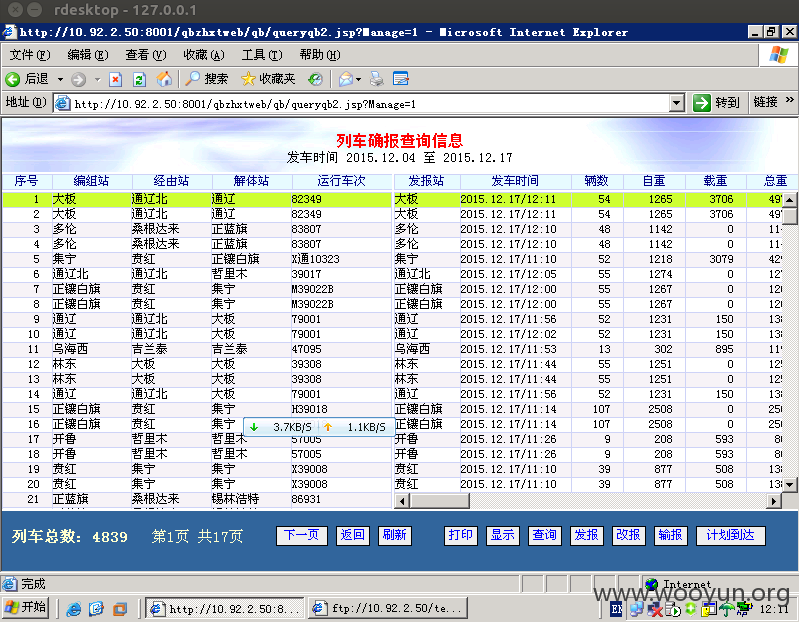 rdesktop - 127.0.0.1
http://10.92.2.50:8001/qbzhxtweb/qb/queryqb2.jsp?Manage=1 - Microsoft Internet Explorer
文件(F) 编辑(E) 查看(V) 收藏(A) 工具(T) 帮助(H)
后退 搜索 收藏夹
地址(D) http://10.92.2.50:8001/qbzhxtweb/qb/queryqb2.jsp?Manage=1 转到 链接 »
列车确报查询信息
发车时间 2015.12.04 至 2015.12.17
序号 编组站 经由站 解体站 运行车次 发报站 发车时间 辆数 自重 载重 总重
1 大板 通辽北 通辽 82349 大板 2015.12.17/12:11 54 1265 3706 497
2 大板 通辽北 通辽 82349 大板 2015.12.17/12:11 54 1265 3706 497
3 多伦 桑根达来 正蓝旗 83807 多伦 2015.12.17/12:10 48 1142 0 11
4 多伦 桑根达来 正蓝旗 83807 多伦 2015.12.17/12:10 48 1142 0 11
5 集宁 贲红 正镶白旗 X通10323 集宁 2015.12.17/11:10 52 1218 3079 429
6 通辽北 通辽北 哲里木 39017 通辽北 2015.12.17/12:05 55 1274 0 12
7 正镶白旗 贲红 集宁 M39022B 正镶白旗 2015.12.17/12:00 55 1267 0 120
8 正镶白旗 贲红 集宁 M39022B 正镶白旗 2015.12.17/12:00 55 1267 0 120
9 通辽 通辽北 大板 79001 通辽 2015.12.17/11:56 52 1231 150 138
10 通辽 通辽北 大板 79001 通辽 2015.12.17/12:02 52 1231 150 138
11 乌海西 吉兰泰 吉兰泰 47095 乌海西 2015.12.17/11:53 13 302 895 119
12 林东 大板 大板 39308 林东 2015.12.17/11:44 55 1251 0 125
13 林东 大板 大板 39308 林东 2015.12.17/11:44 55 1251 0 125
14 通辽 通辽北 大板 79001 通辽 2015.12.17/11:56 52 1231 150 138
15 正镶白旗 贲红 集宁 H39018 正镶白旗 2015.12.17/11:14 107 2508 0 250
16 正镶白旗 贲红 集宁 正镶白旗 2015.12.17/11:14 107 2508 0 250
3.7KB/S 1.1KB/S
17 开鲁 哲里木 哲里木 57005 开鲁 2015.12.17/11:26 9 208 593 80
18 开鲁 哲里木 哲里木 57005 开鲁 2015.12.17/11:26 9 208 593 80
19 贲红 集宁 集宁 X39008 贲红 2015.12.17/11:10 39 877 508 138
20 贲红 集宁 集宁 X39008 贲红 2015.12.17/11:10 39 877 508 138
21 正蓝旗 桑根达来 锡林浩特 86931
列车总数: 4839 第1页 共17页 下一页 返回 刷新 打印 显示 查询 发报 改报 输报 计划到达
完成 Internet
www.wooyun.org
开始 http://10.92.2.50:8... ftp://10.92.2.50/te... EN 12:11